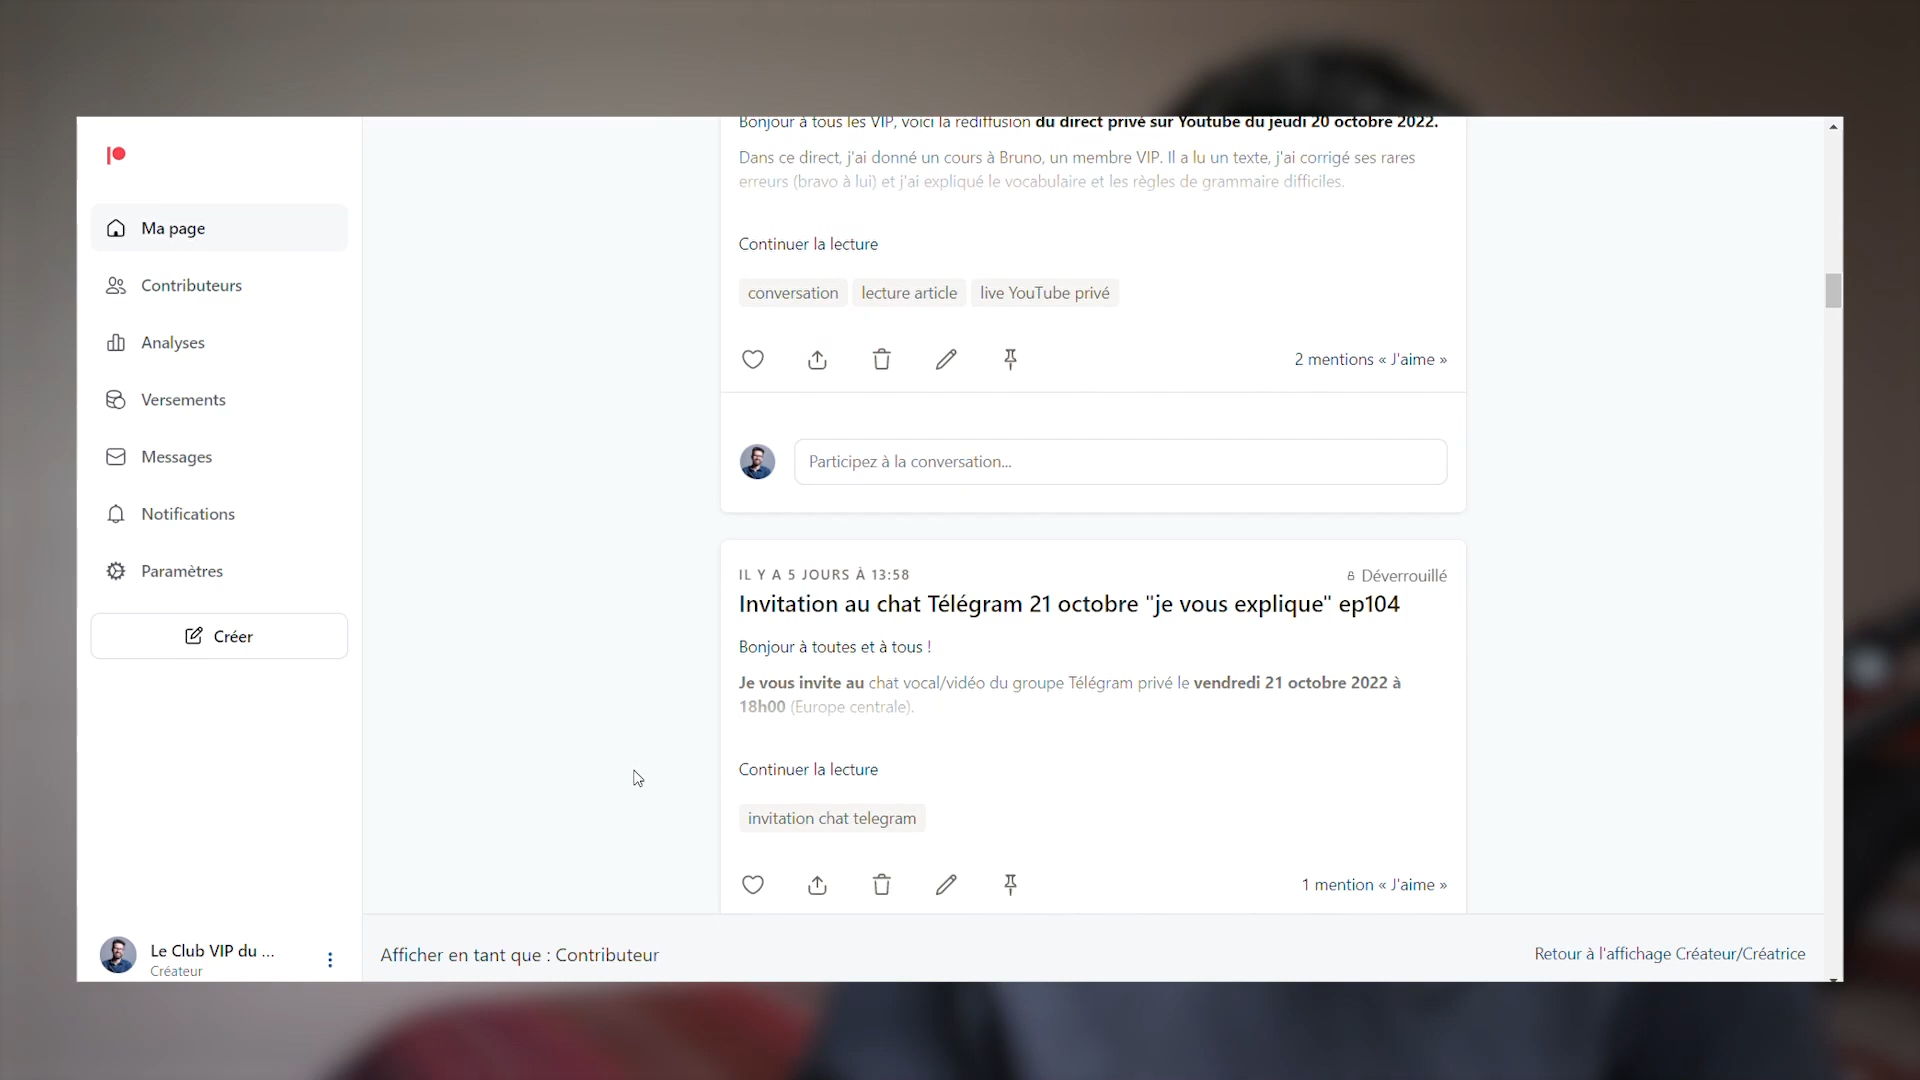 Ma page
Contributeurs
Analyses
Versements
Messages
Notifications
Paramètres
Créer
Le Club VIP du ...
Créateur
Bonjour à tous les VIP, voici la rediffusion du direct privé sur Youtube du jeudi 20 octobre 2022.
Dans ce direct, j'ai donné un cours à Bruno, un membre VIP. Il a lu un texte, j'ai corrigé ses rares
erreurs (bravo à lui) et j'ai expliqué le vocabulaire et les règles de grammaire difficiles.
Continuer la lecture
conversation lecture article live YouTube privé
2 mentions « J'aime »
Participez à la conversation...
IL Y A 5 JOURS À 13:58
Déverrouillé
Invitation au chat Télégram 21 octobre "je vous explique" ep104
Bonjour à toutes et à tous !
Je vous invite au chat vocal/vidéo du groupe Télégram privé le vendredi 21 octobre 2022 à
18h00 (Europe centrale).
Continuer la lecture
invitation chat telegram
1 mention « J'aime »
Afficher en tant que : Contributeur
Retour à l'affichage Créateur/Créatrice